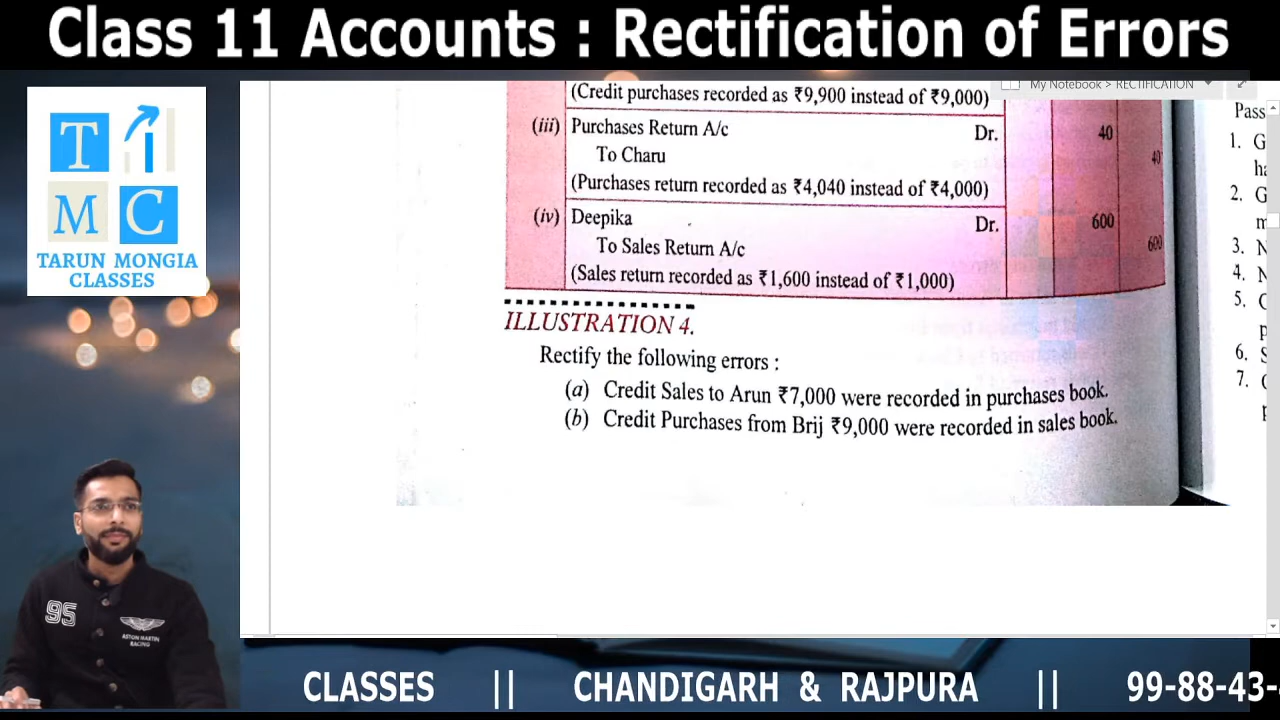 Class 11 Accounts : Rectification of Errors
T
M C
TARUN MONGIA
CLASSES
My Notebook > RECTIFICATION
(Credit purchases recorded as ₹9,900 instead of ₹9,000)
(iii) Purchases Return A/c Dr. 40
To Charu 40
(Purchases return recorded as ₹4,040 instead of ₹4,000)
(iv) Deepika Dr. 600
To Sales Return A/c 600
(Sales return recorded as ₹1,600 instead of ₹1,000)
ILLUSTRATION 4.
Rectify the following errors :
(a) Credit Sales to Arun ₹7,000 were recorded in purchases book.
(b) Credit Purchases from Brij ₹9,000 were recorded in sales book.
Pass
1. G
2. G
3. N
4. N
5. C
6. S
7.
95
ASTON MARTIN
RACING
CLASSES || CHANDIGARH & RAJPURA || 99-88-43-